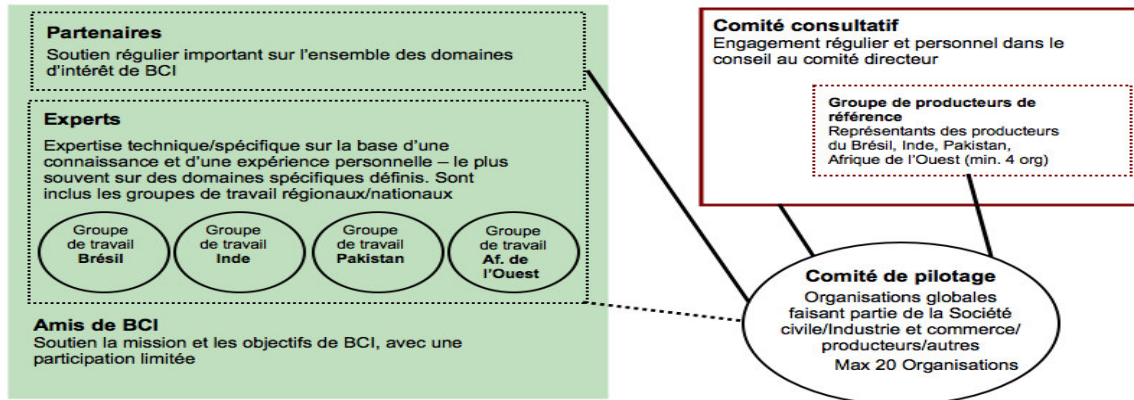 Partenaires
Soutien régulier important sur l'ensemble des domaines
d'intérêt de BCI
Experts
Expertise technique/spécifique sur la base d'une
connaissance et d'une expérience personnelle – le plus
souvent sur des domaines spécifiques définis. Sont
inclus les groupes de travail régionaux/nationaux
Groupe
de travail
Brésil
Groupe
de travail
Inde
Groupe
de travail
Pakistan
Groupe
de travail
Af. de
l'Ouest
Amis de BCI
Soutien la mission et les objectifs de BCI, avec une
participation limitée
Comité consultatif
Engagement régulier et personnel dans le
conseil au comité directeur
Groupe de producteurs de
référence
Représentants des producteurs
du Brésil, Inde, Pakistan,
Afrique de l'Ouest (min. 4 org)
Comité de pilotage
Organisations globales
faisant partie de la Société
civile/Industrie et commerce/
producteurs/autres
Max 20 Organisations